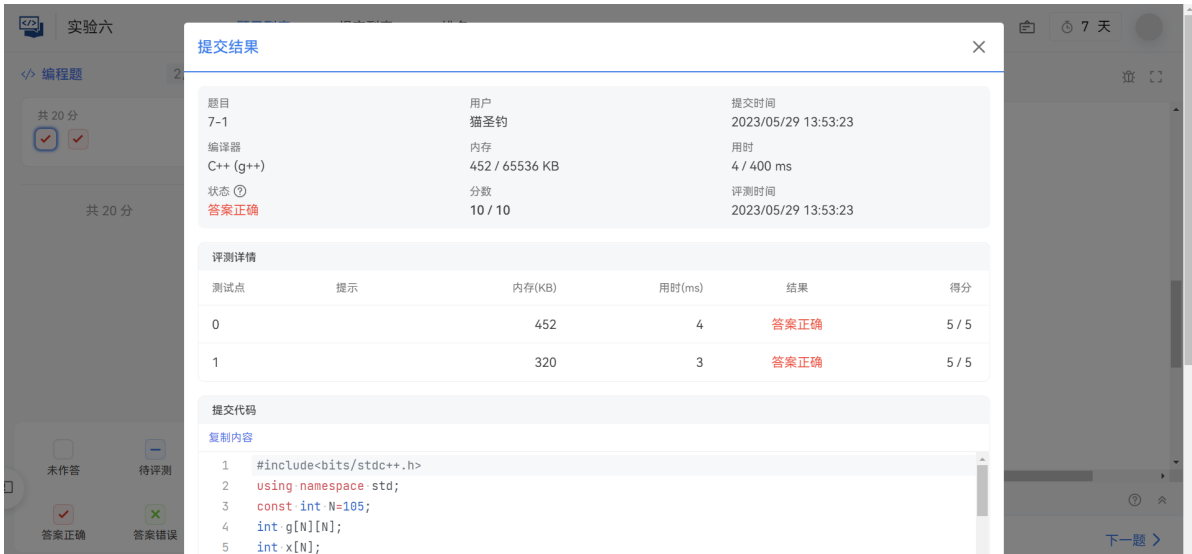 实验六
7 天
提交结果
编程题
2
共 20 分
共 20 分
题目
用户
提交时间
7-1
猫圣钧
2023/05/29 13:53:23
编译器
内存
用时
C++ (g++)
452 / 65536 KB
4 / 400 ms
状态
分数
评测时间
答案正确
10 / 10
2023/05/29 13:53:23
评测详情
测试点 提示 内存(KB) 用时(ms) 结果 得分
0 452 4 答案正确 5 / 5
1 320 3 答案正确 5 / 5
提交代码
复制内容
1 #include<bits/stdc++.h>
2 using namespace std;
3 const int N=105;
4 int g[N][N];
5 int x[N];
未作答
待评测
答案正确
答案错误
下一题